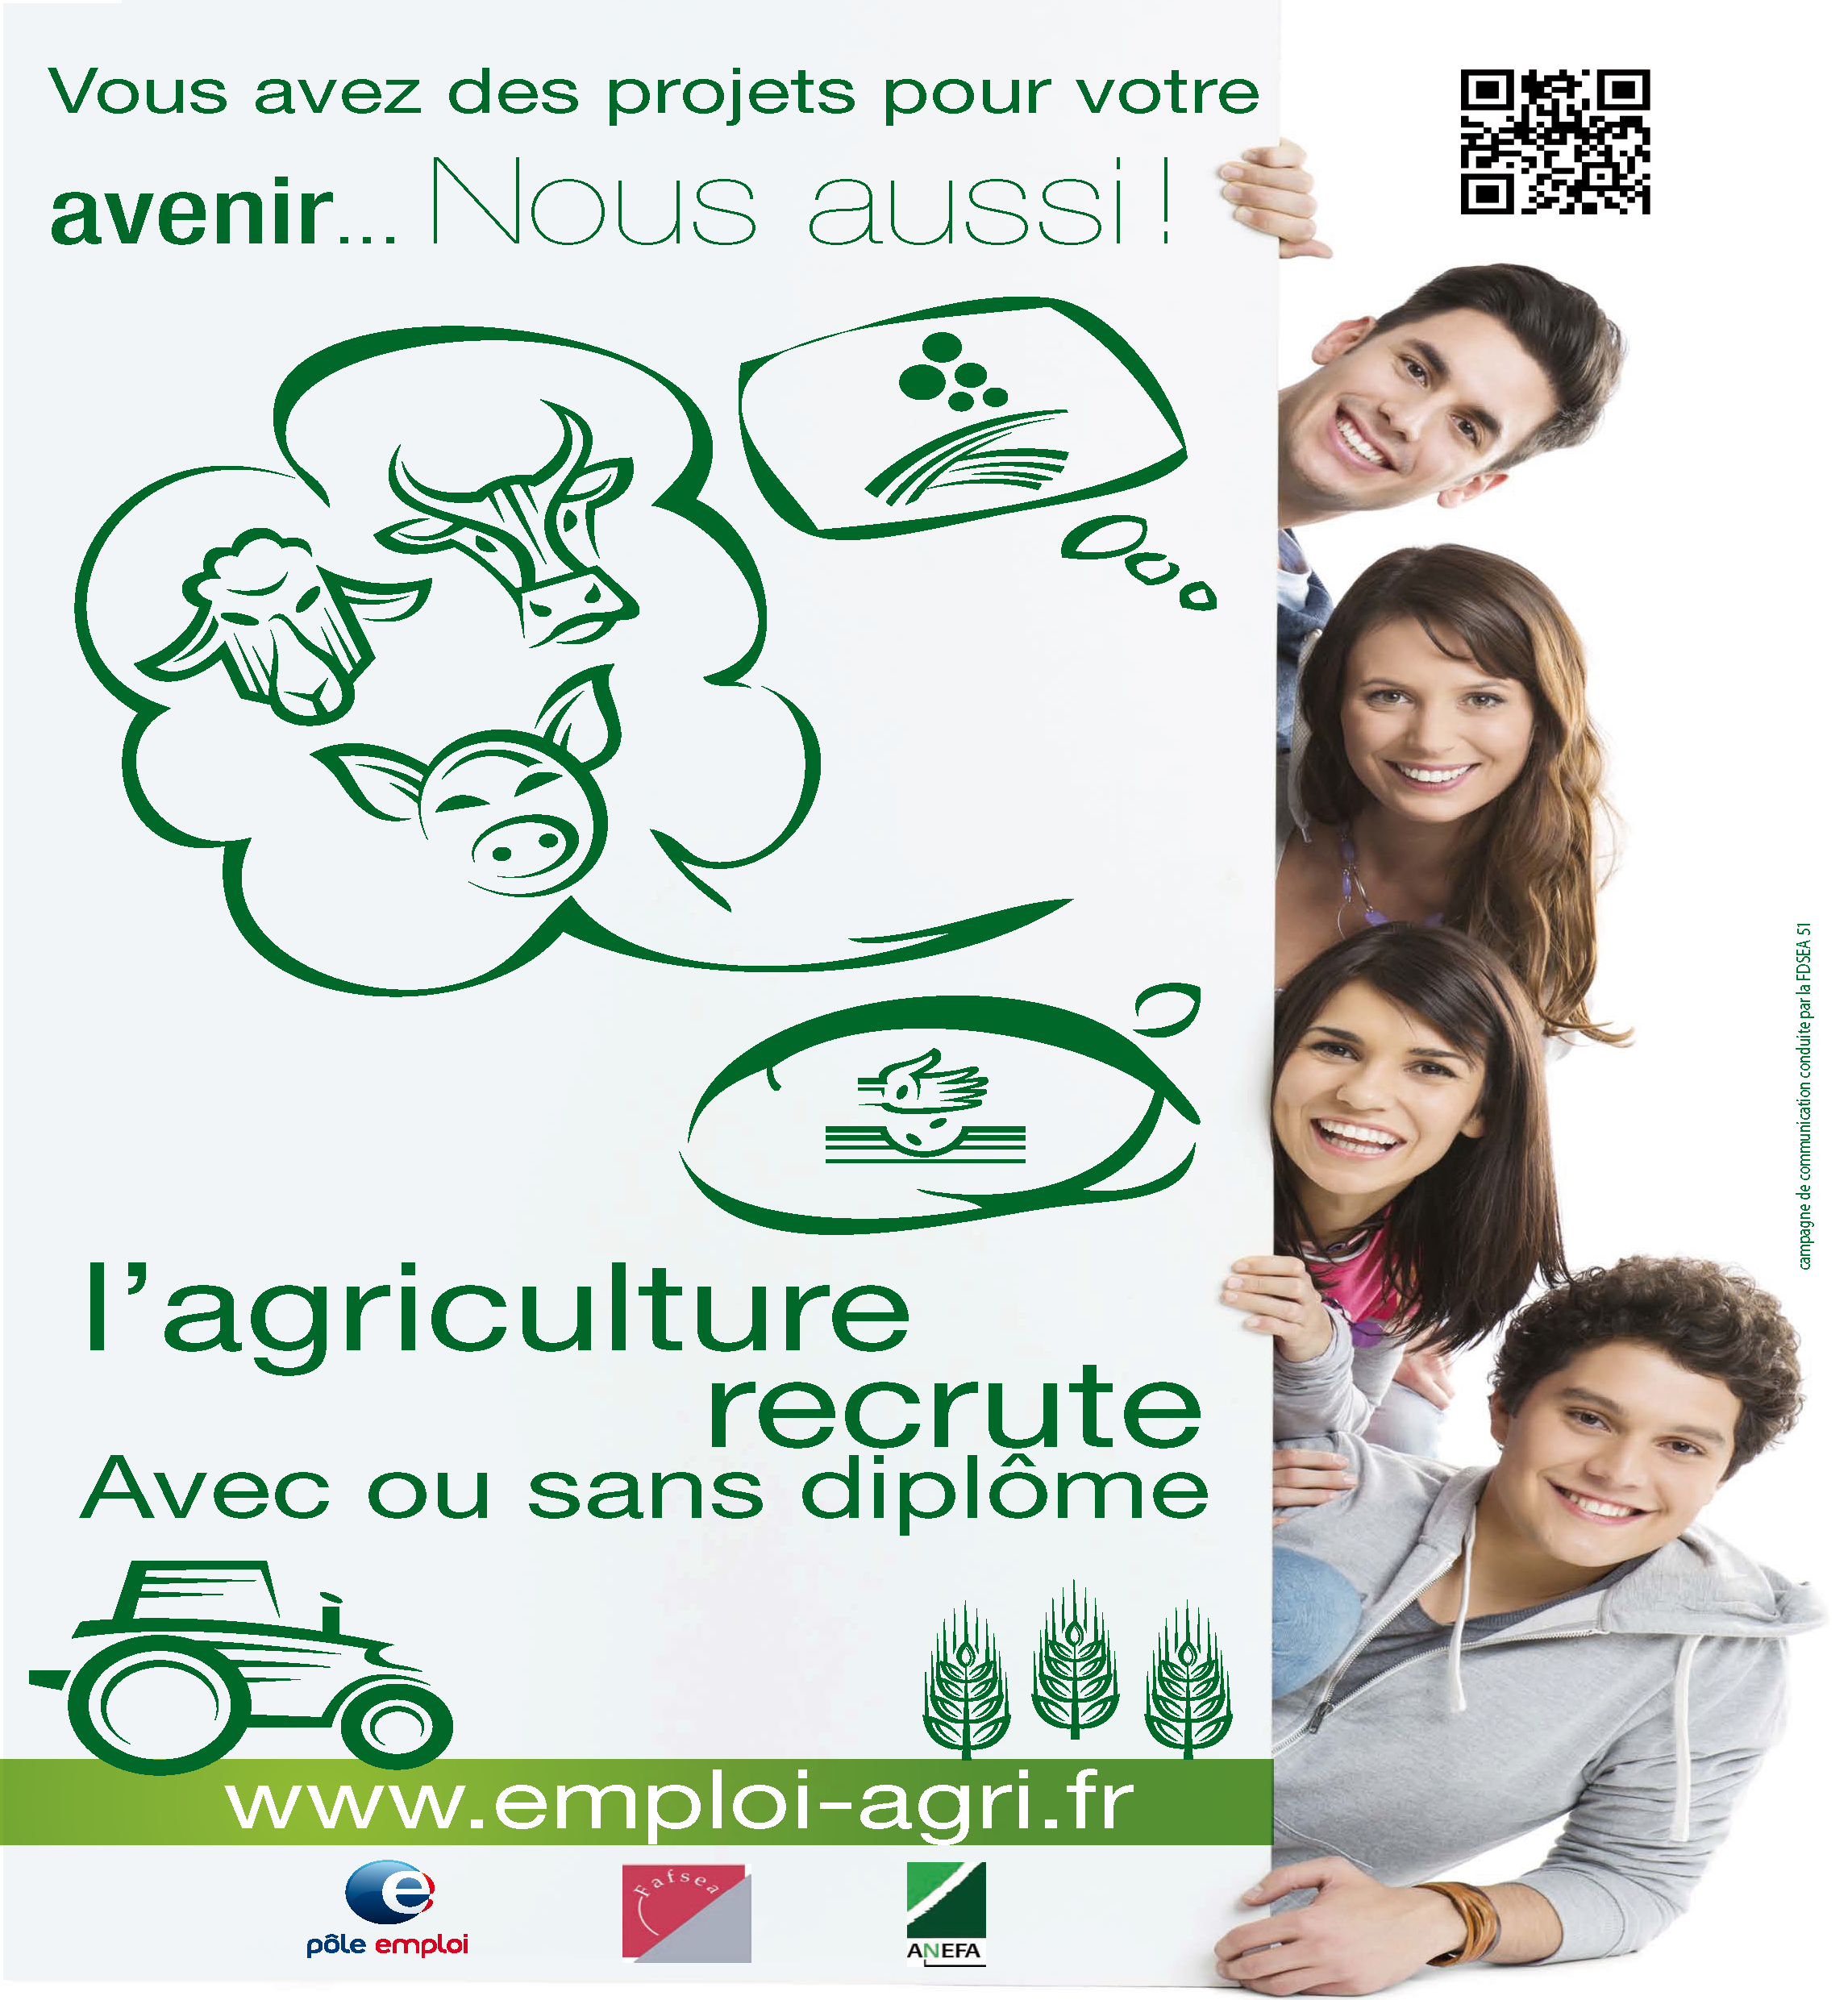 Vous avez des projets pour votre
avenir... Nous aussi !
l’agriculture
recrute
Avec ou sans diplôme
www.emploi-agri.fr
pôle emploi
Fafsea
ANEFA
campagne de communication conduite par la FDSEA 51